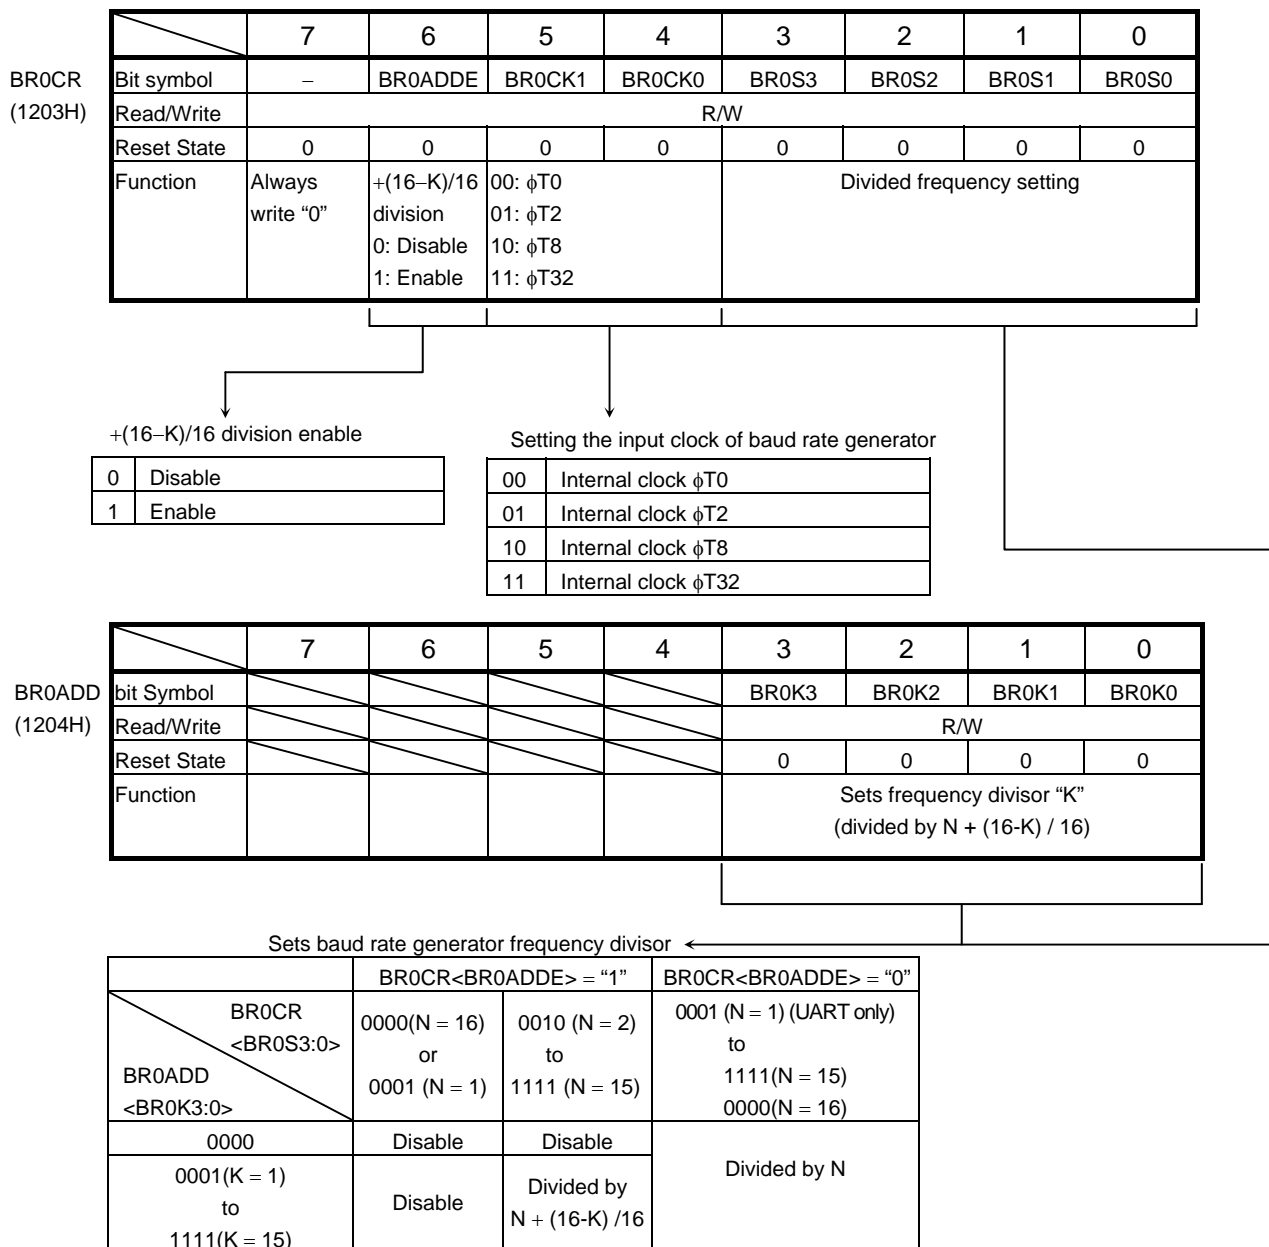 7 6 5 4 3 2 1 0
BR0CR Bit symbol – BR0ADDE BR0CK1 BR0CK0 BR0S3 BR0S2 BR0S1 BR0S0
(1203H) Read/Write R/W
Reset State 0 0 0 0 0 0 0 0
Function Always +(16−K)/16 00: ϕT0 Divided frequency setting
write “0” division 01: ϕT2
0: Disable 10: ϕT8
1: Enable 11: ϕT32
+(16−K)/16 division enable Setting the input clock of baud rate generator
0 Disable 00 Internal clock ϕT0
1 Enable 01 Internal clock ϕT2
10 Internal clock ϕT8
11 Internal clock ϕT32
7 6 5 4 3 2 1 0
BR0ADD bit Symbol BR0K3 BR0K2 BR0K1 BR0K0
(1204H) Read/Write R/W
Reset State 0 0 0 0
Function Sets frequency divisor “K”
(divided by N + (16-K) / 16)
Sets baud rate generator frequency divisor
BR0CR<BR0ADDE> = “1” BR0CR<BR0ADDE> = “0”
BR0CR 0000(N = 16) 0010 (N = 2) 0001 (N = 1) (UART only)
<BR0S3:0> or to to
BR0ADD 0001 (N = 1) 1111 (N = 15) 1111(N = 15)
<BR0K3:0> 0000(N = 16)
0000 Disable Disable Divided by N
0001(K = 1) Disable Divided by
to N + (16-K) /16
1111(K = 15)